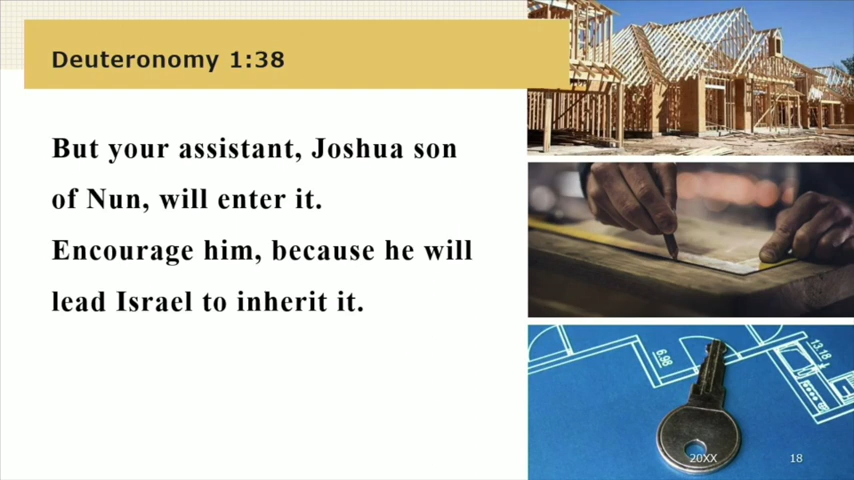 Deuteronomy 1:38
But your assistant, Joshua son
of Nun, will enter it.
Encourage him, because he will
lead Israel to inherit it.
6.98
13.18
20XX
18